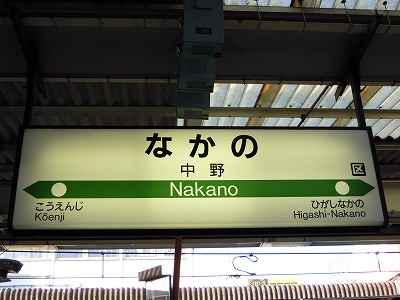 なかの
中野
区
Nakano
こうえんじ
Kōenji
ひがしなかの
Higashi-Nakano